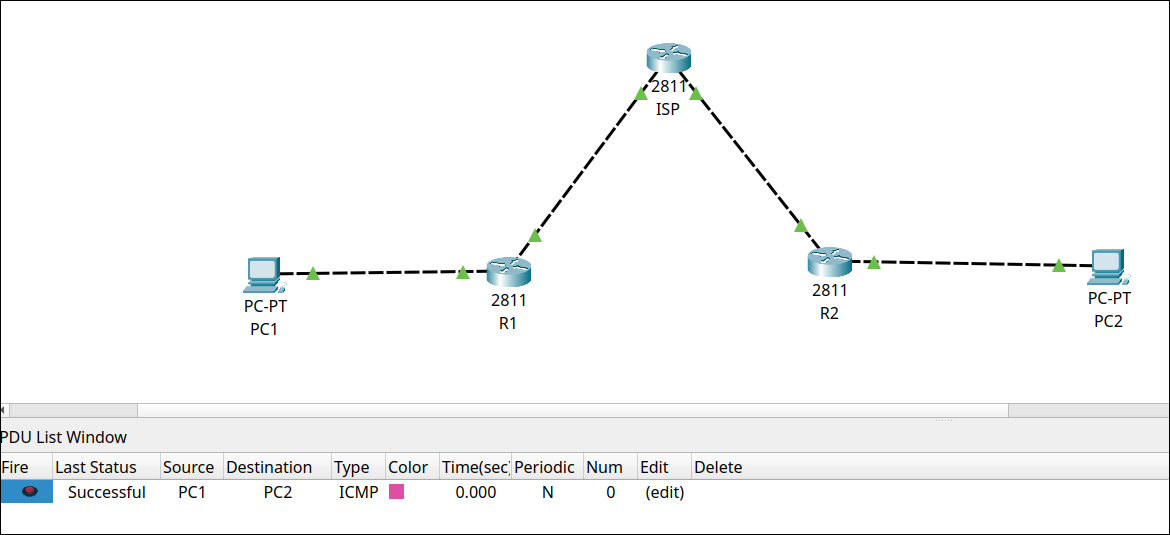 2811
ISP
PC-PT
PC1
2811
R1
2811
R2
PC-PT
PC2
PDU List Window
Fire Last Status Source Destination Type Color Time(sec) Periodic Num Edit Delete
Successful PC1 PC2 ICMP 0.000 N 0 (edit)